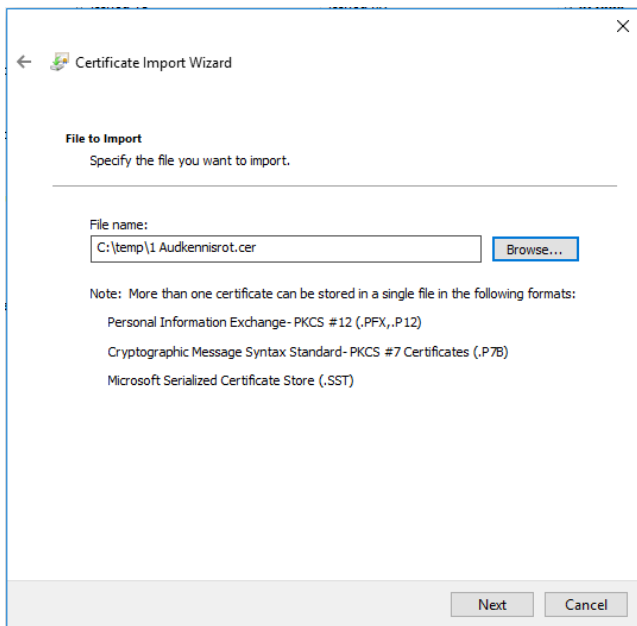 Certificate Import Wizard
File to Import
Specify the file you want to import.
File name:
C:\temp\1 Audkennisrot.cer
Browse...
Note: More than one certificate can be stored in a single file in the following formats:
Personal Information Exchange- PKCS #12 (.PFX,.P12)
Cryptographic Message Syntax Standard- PKCS #7 Certificates (.P7B)
Microsoft Serialized Certificate Store (.SST)
Next
Cancel